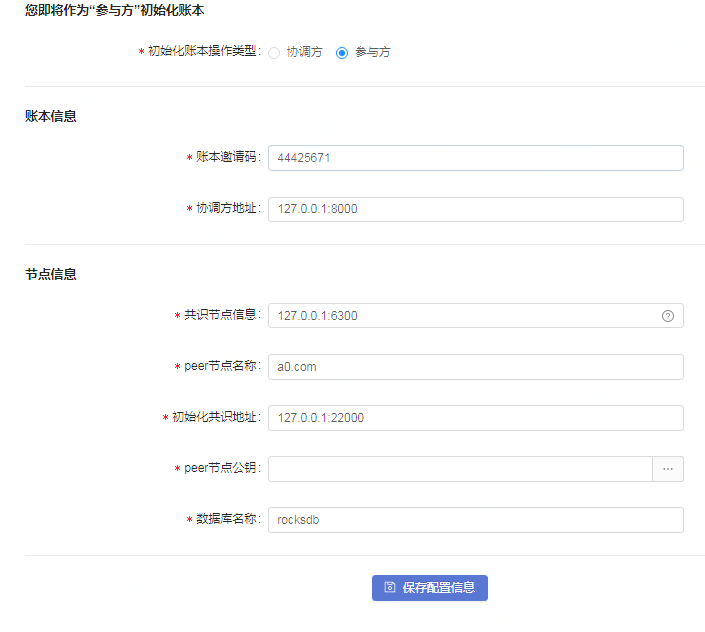 您即将作为“参与方”初始化账本
* 初始化账本操作类型: 协调方 参与方
账本信息
* 账本邀请码: 44425671
* 协调方地址: 127.0.0.1:8000
节点信息
* 共识节点信息: 127.0.0.1:6300
* peer节点名称: a0.com
* 初始化共识地址: 127.0.0.1:22000
* peer节点公钥: ...
* 数据库名称: rocksdb
保存配置信息